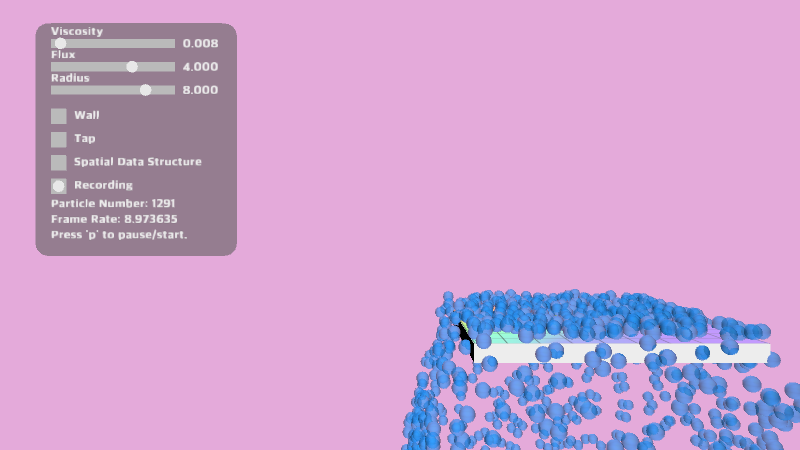 Viscosity
0.008
Flux
4.000
Radius
8.000
Wall
Tap
Spatial Data Structure
Recording
Particle Number: 1291
Frame Rate: 8.973635
Press 'p' to pause/start.